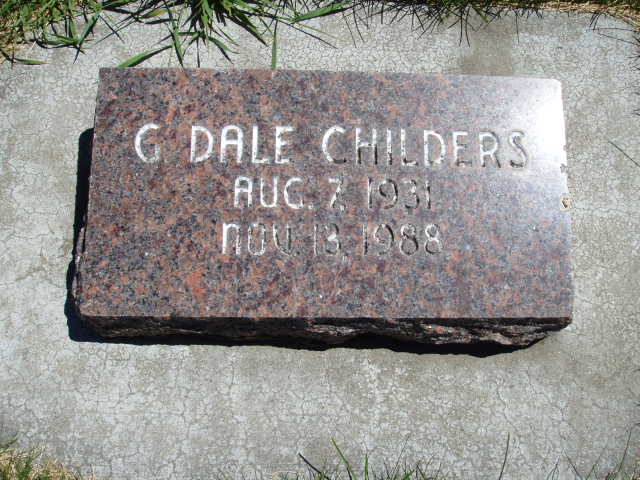 G DALE CHILDERS
AUG. 7, 1931
NOV. 13, 1988